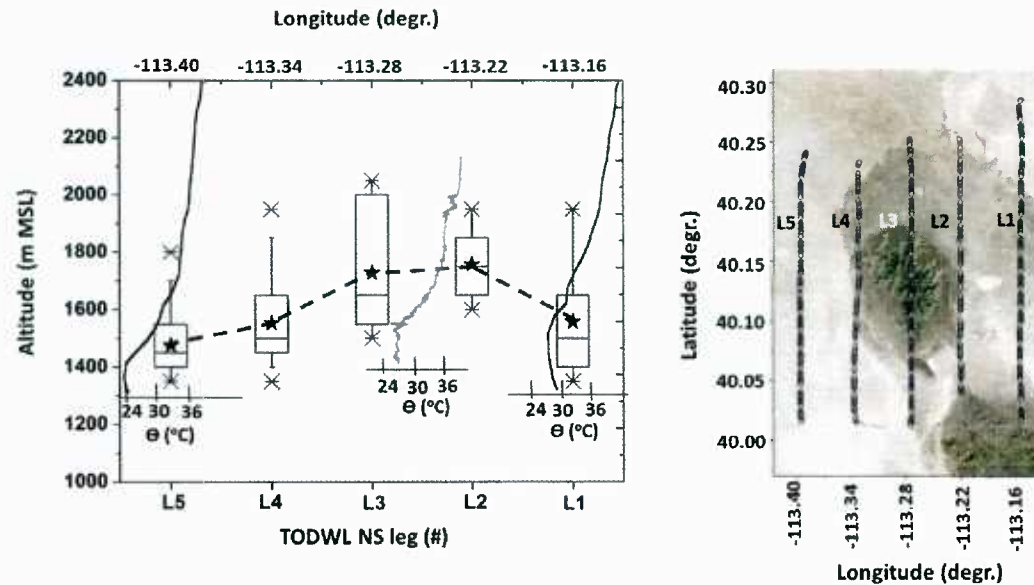 Longitude (degr.)
-113.40 -113.34 -113.28 -113.22 -113.16
2400
2200
2000
1800
1600
1400
1200
1000
Altitude (m MSL)
24 30 36
Θ (°C)
24 30 36
Θ (°C)
24 30 36
Θ (°C)
L5 L4 L3 L2 L1
TODWL NS leg (#)
40.30
40.25
40.20
40.15
40.10
40.05
40.00
Latitude (degr.)
L5 L4 L3 L2 L1
-113.40 -113.34 -113.28 -113.22 -113.16
Longitude (degr.)